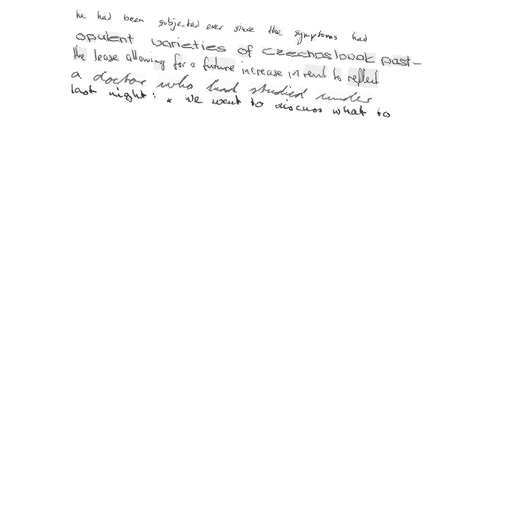 he had been subjected ever since the symptoms had
opulent varieties of Czechoslovak past-
the lease allowing for a future increase in rent to reflect
a doctor who had studied under
last night: " We want to discuss what to